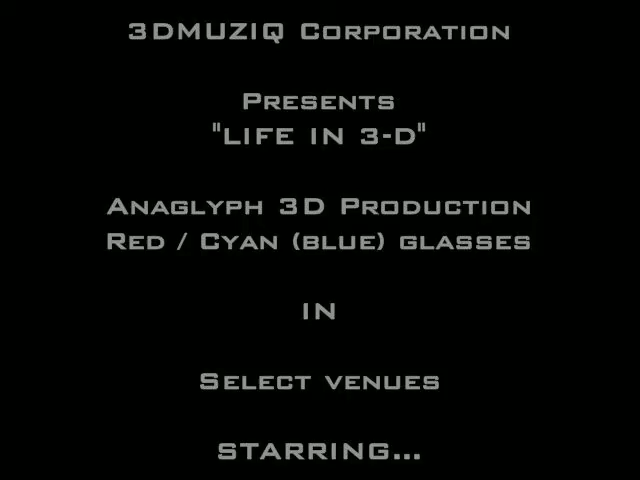 3DMUZIQ Corporation
Presents
"LIFE IN 3-D"
Anaglyph 3D Production
Red / Cyan (blue) glasses
in
Select venues
starring...